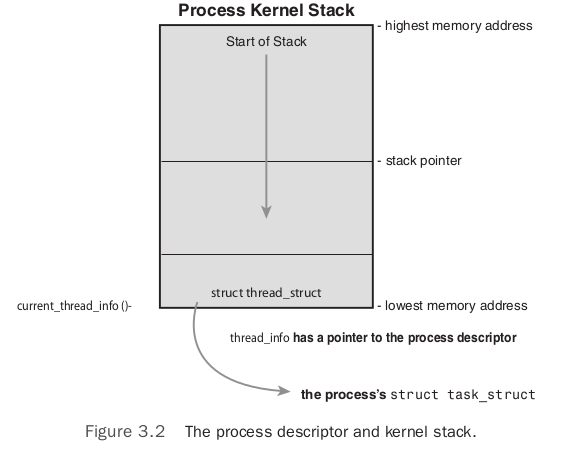 Process Kernel Stack
- highest memory address
Start of Stack
- stack pointer
struct thread_struct
current_thread_info()-
- lowest memory address
thread_info has a pointer to the process descriptor
the process's struct task_struct
Figure 3.2 The process descriptor and kernel stack.